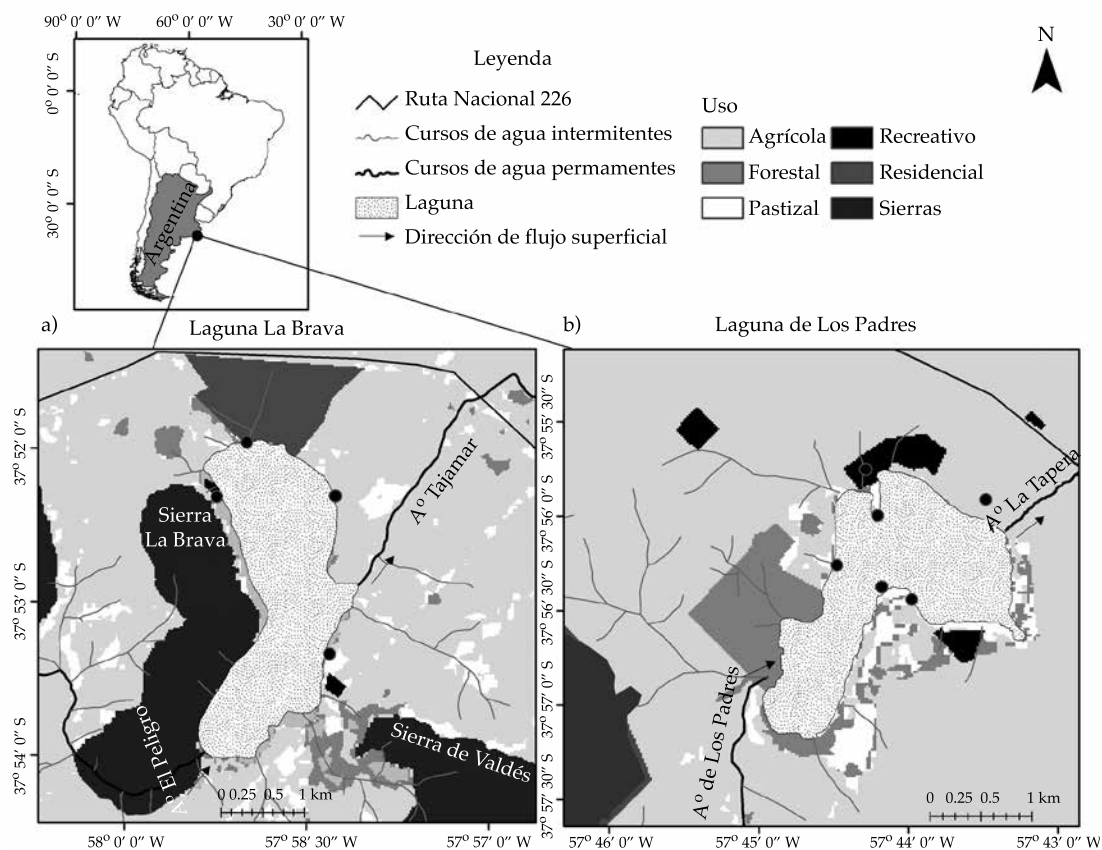 90° 0' 0'' W
60° 0' 0'' W
30° 0' 0'' W
0° 0' 0'' S
30° 0' 0'' S
Argentina
Leyenda
Ruta Nacional 226
Cursos de agua intermitentes
Cursos de agua permamentes
Laguna
Dirección de flujo superficial
Uso
Agrícola
Forestal
Pastizal
Recreativo
Residencial
Sierras
N
a)
Laguna La Brava
37° 52' 0'' S
37° 53' 0'' S
37° 54' 0'' S
Sierra
La Brava
A° Tajamar
A° El Peligro
Sierra de Valdés
0 0.25 0.5 1 km
58° 0' 0'' W
57° 58' 30'' W
57° 57' 0'' W
b)
Laguna de Los Padres
37° 55' 30'' S
37° 56' 0'' S
37° 56' 30'' S
37° 57' 0'' S
37° 57' 30'' S
A° La Tapera
A° de Los Padres
0 0.25 0.5 1 km
57° 46' 0'' W
57° 45' 0'' W
57° 44' 0'' W
57° 43' 0'' W